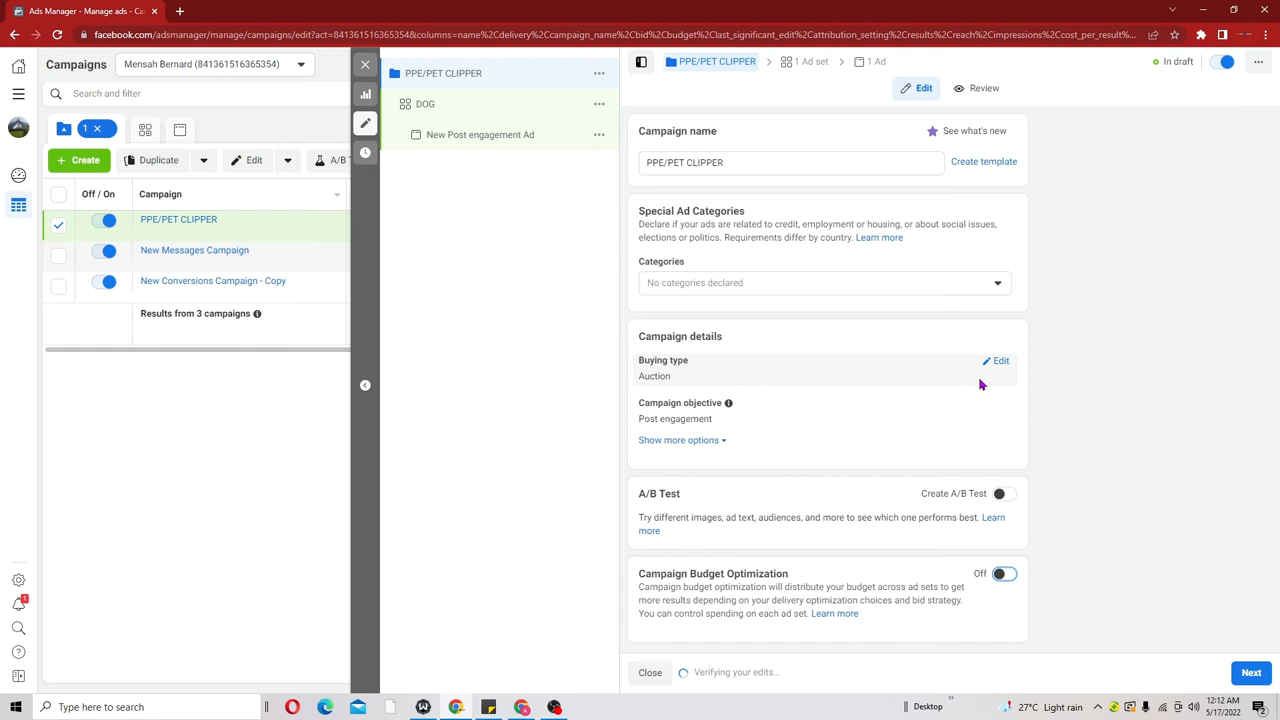 Ads Manager - Manage ads - Ca
facebook.com/adsmanager/manage/campaigns/edit?act=841361516365354&columns=name%2Cdelivery%2Ccampaign_name%2Cbid%2Cbudget%2Clast_significant_edit%2Cattribution_setting%2Cresults%2Creach%2Cimpressions%2Ccost_per_result%...
Campaigns
Mensah Bernard (841361516365354)
Search and filter
1
Create
Duplicate
Edit
A/B T
Off / On
Campaign
PPE/PET CLIPPER
New Messages Campaign
New Conversions Campaign - Copy
Results from 3 campaigns
1
PPE/PET CLIPPER
DOG
New Post engagement Ad
PPE/PET CLIPPER
1 Ad set
1 Ad
In draft
Edit
Review
Campaign name
See what's new
PPE/PET CLIPPER
Create template
Special Ad Categories
Declare if your ads are related to credit, employment or housing, or about social issues,
elections or politics. Requirements differ by country. Learn more
Categories
No categories declared
Campaign details
Buying type
Edit
Auction
Campaign objective
Post engagement
Show more options
A/B Test
Create A/B Test
Try different images, ad text, audiences, and more to see which one performs best. Learn
more
Campaign Budget Optimization
Off
Campaign budget optimization will distribute your budget across ad sets to get
more results depending on your delivery optimization choices and bid strategy.
You can control spending on each ad set. Learn more
Close
Verifying your edits...
Next
Type here to search
Desktop
27°C Light rain
12:12 AM
5/17/2022